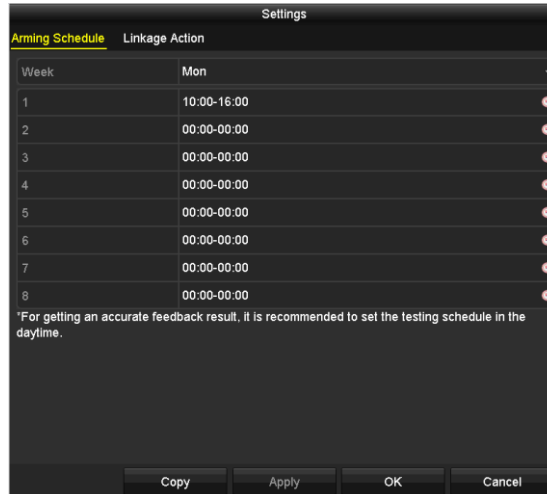 Settings
Arming Schedule Linkage Action
Week Mon
1 10:00-16:00
2 00:00-00:00
3 00:00-00:00
4 00:00-00:00
5 00:00-00:00
6 00:00-00:00
7 00:00-00:00
8 00:00-00:00
*For getting an accurate feedback result, it is recommended to set the testing schedule in the
daytime.
Copy Apply OK Cancel